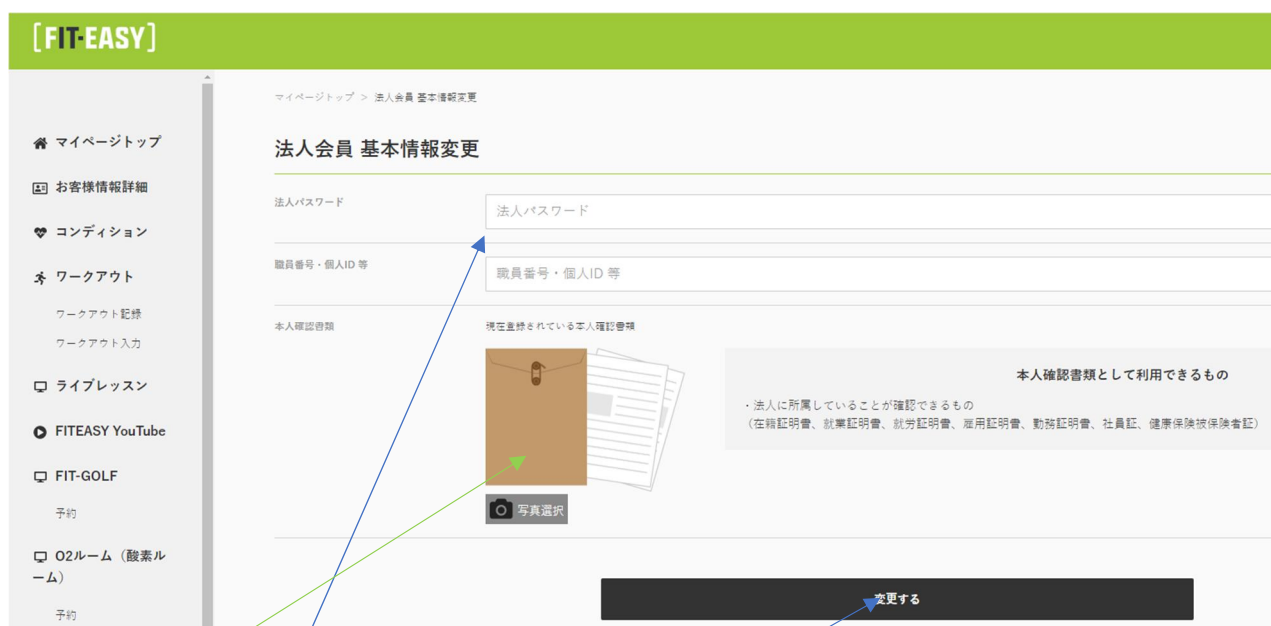 [FIT-EASY]
マイページトップ > 法人会員 基本情報変更
法人会員 基本情報変更
マイページトップ
お客様情報詳細
コンディション
ワークアウト
ワークアウト記録
ワークアウト入力
ライブレッスン
FITEASY YouTube
FIT-GOLF
予約
O2ルーム（酸素ル
ーム）
予約
法人パスワード
法人パスワード
職員番号・個人ID 等
職員番号・個人ID 等
本人確認書類
現在登録されている本人確認書類
写真選択
本人確認書類として利用できるもの
・法人に所属していることが確認できるもの
（在籍証明書、就業証明書、就労証明書、雇用証明書、勤務証明書、社員証、健康保険被保険者証）
変更する